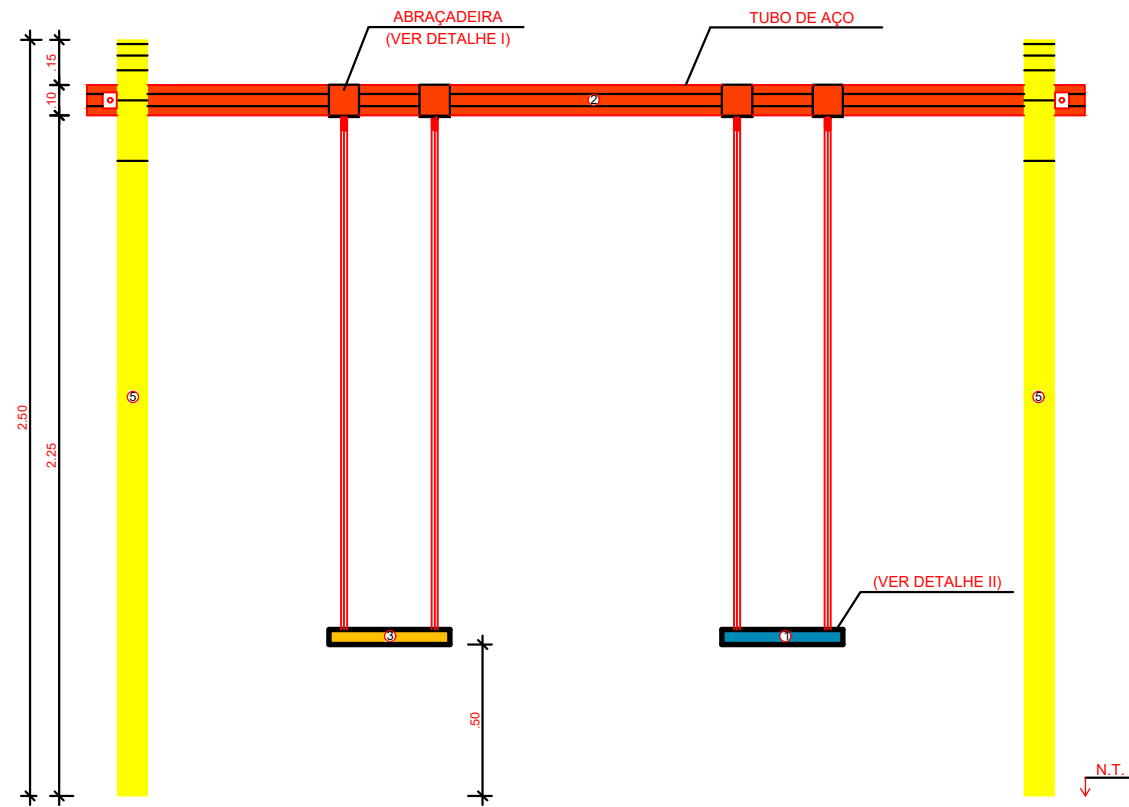 ABRAÇADEIRA
(VER DETALHE I)
TUBO DE AÇO
.15
.10
2
5
5
2.50
2.25
(VER DETALHE II)
3
1
.50
N.T.